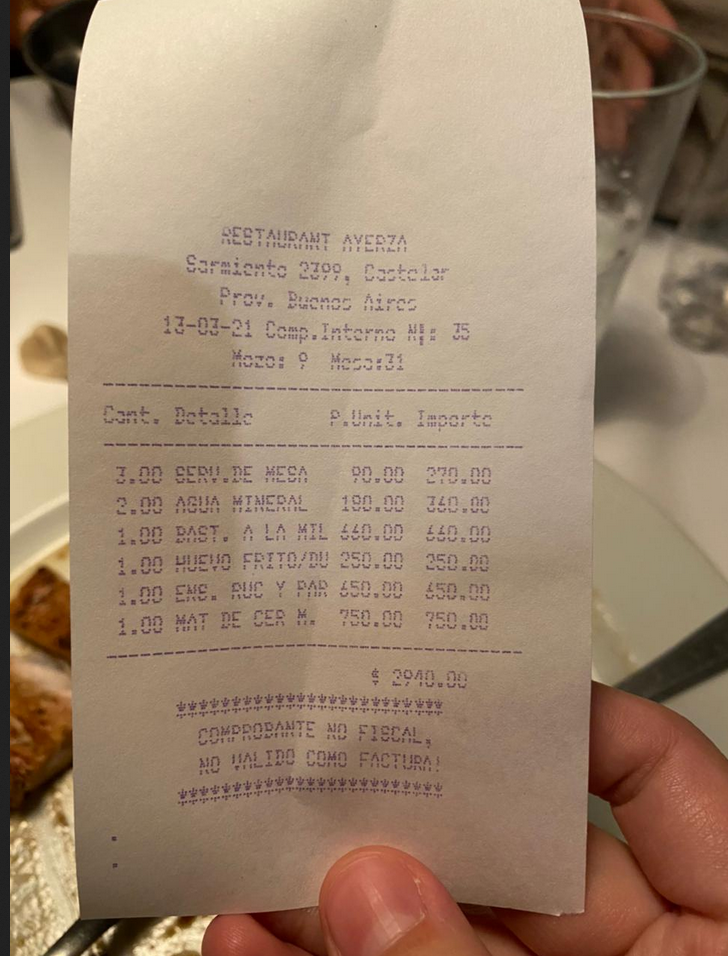 RESTAURANT AYERZA
Sarmiento 2399, Castelar
Prov. Buenos Aires
13-03-21 Comp.Interno Nº: 35
Mozo: 9 Mesa:31
Cant. Detalle P.Unit. Importe
3.00 SERV.DE MESA 90.00 270.00
2.00 AGUA MINERAL 180.00 360.00
1.00 BAST. A LA MIL 660.00 660.00
1.00 HUEVO FRITO/DU 250.00 250.00
1.00 ENS. RUC Y PAR 650.00 650.00
1.00 MAT DE CER M. 750.00 750.00
$ 2940.00
COMPROBANTE NO FISCAL,
NO VALIDO COMO FACTURA!